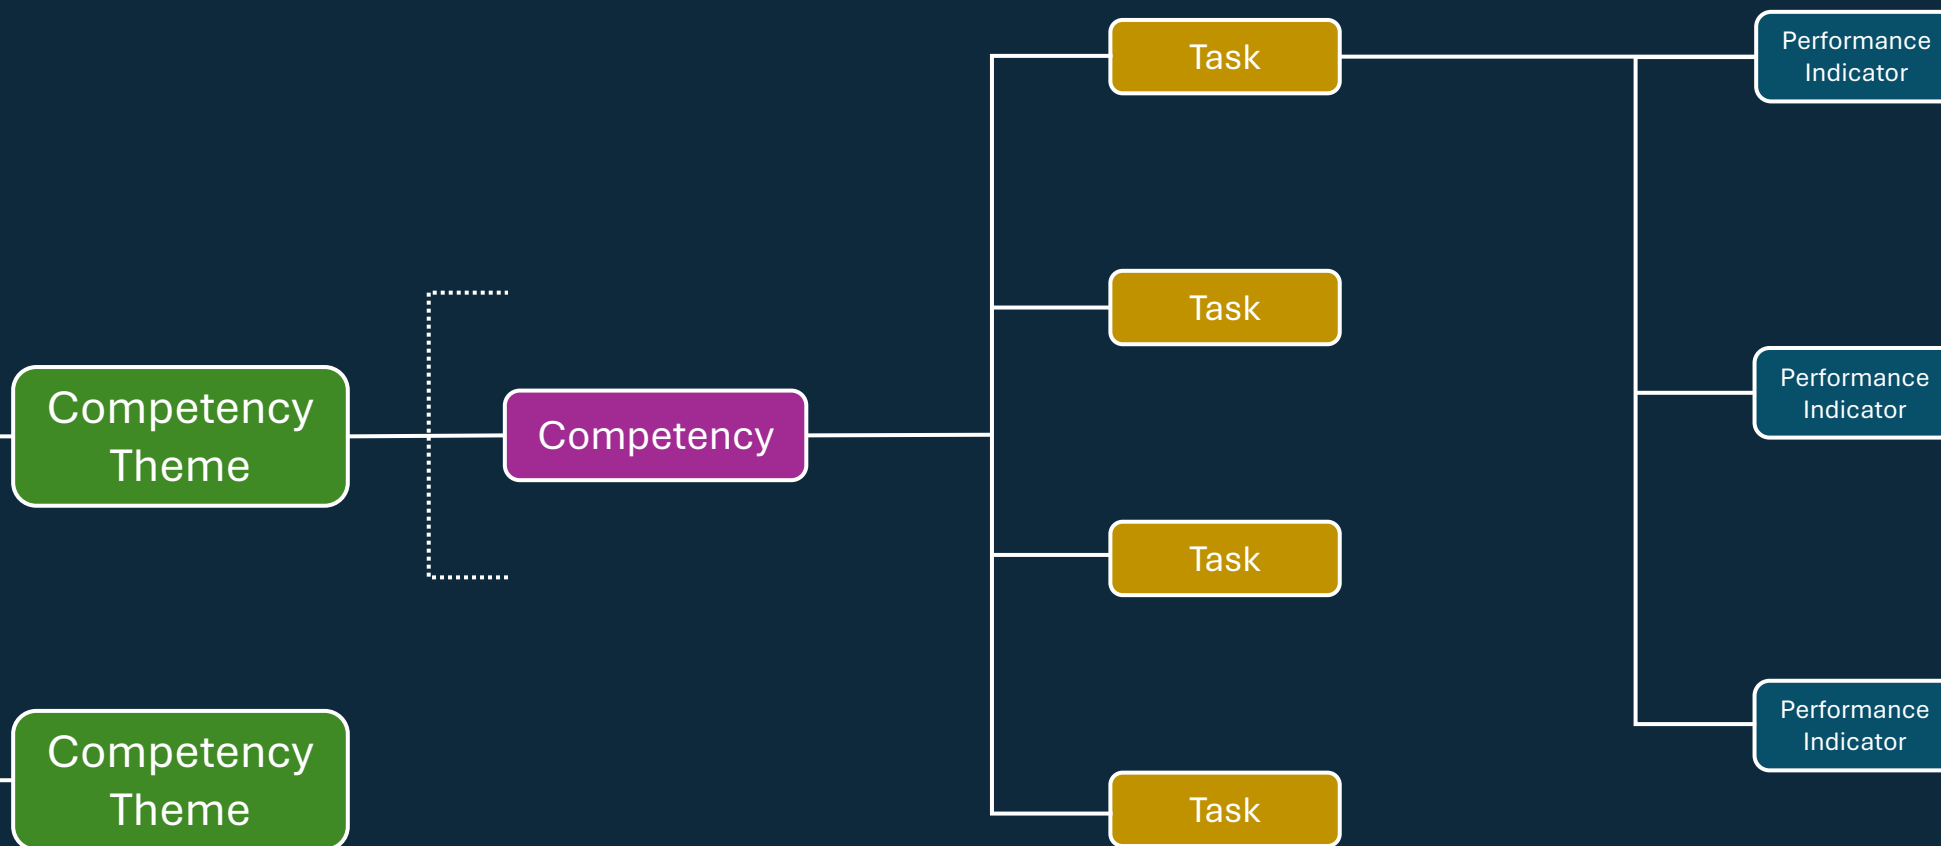 Task
Performance
Indicator
Task
Competency
Theme
Competency
Performance
Indicator
Task
Competency
Theme
Performance
Indicator
Task